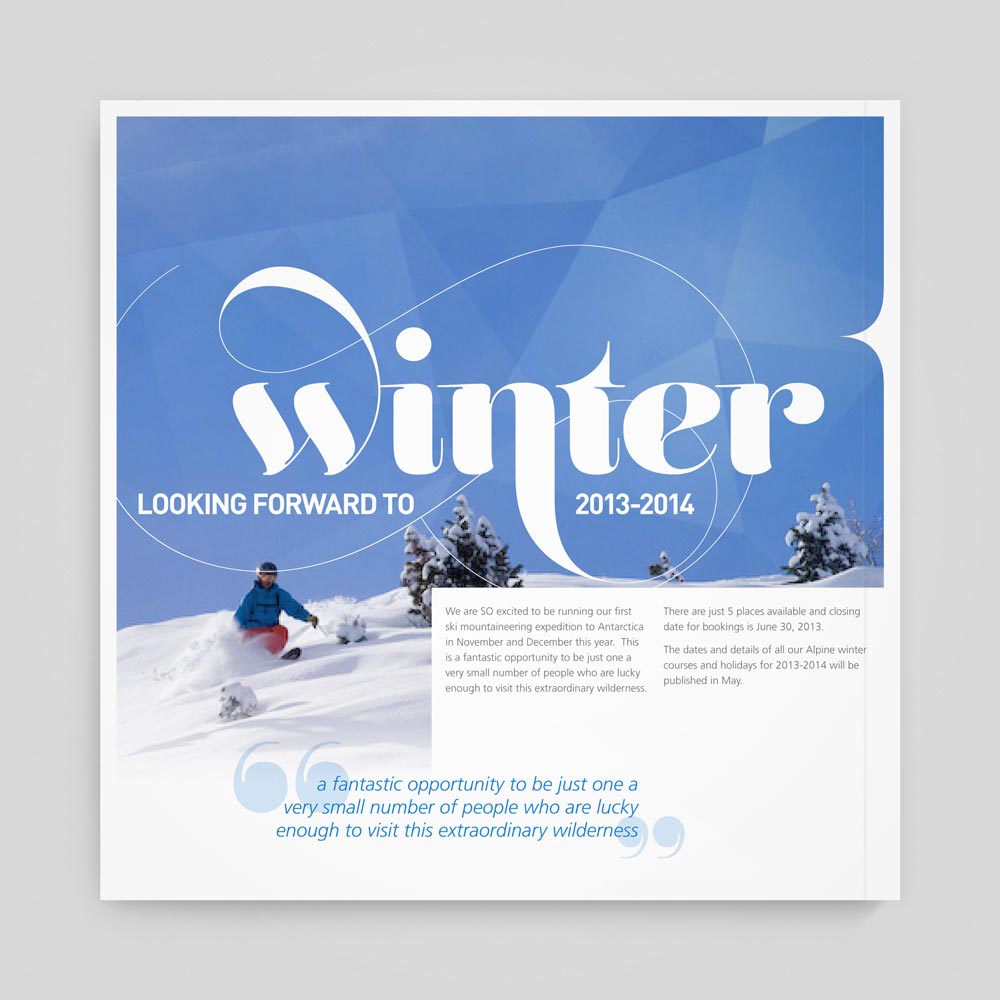 winter
LOOKING FORWARD TO 2013-2014
We are SO excited to be running our first
ski mountaineering expedition to Antarctica
in November and December this year.  This
is a fantastic opportunity to be just one a
very small number of people who are lucky
enough to visit this extraordinary wilderness.
There are just 5 places available and closing
date for bookings is June 30, 2013.
The dates and details of all our Alpine winter
courses and holidays for 2013-2014 will be
published in May.
“a fantastic opportunity to be just one a
very small number of people who are lucky
enough to visit this extraordinary wilderness”